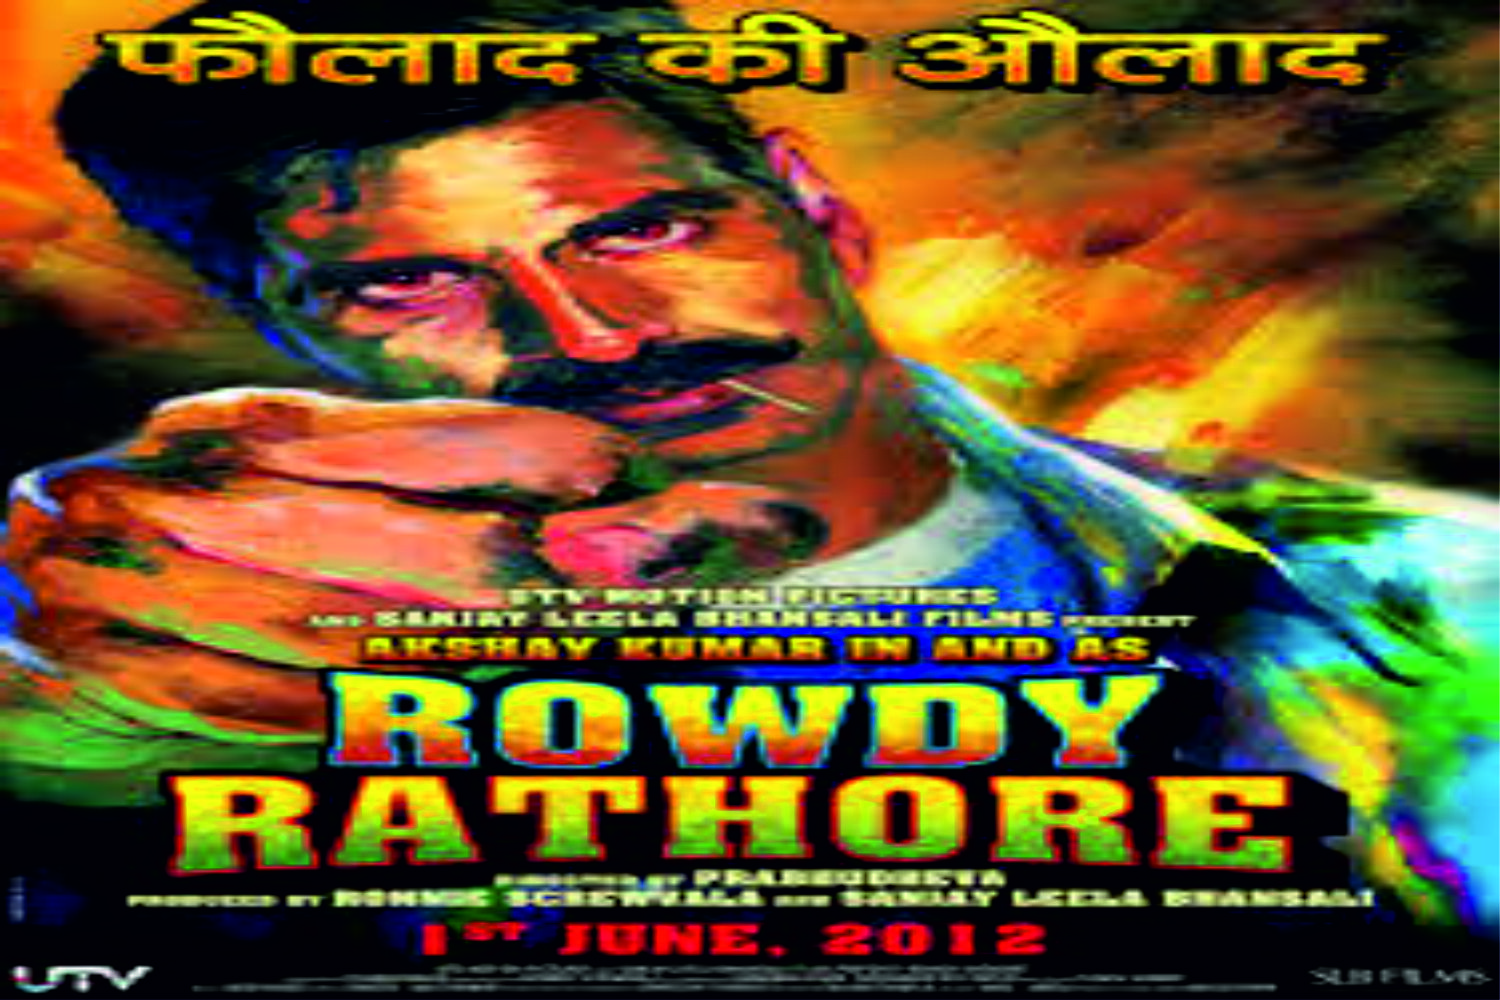 फौलाद की औलाद
UTV MOTION PICTURES
AND SANJAY LEELA BHANSALI FILMS PRESENT
AKSHAY KUMAR IN AND AS
ROWDY
RATHORE
DIRECTED BY PRABHUDHEVA
PRODUCED BY RONNIE SCREWVALA AND SANJAY LEELA BHANSALI
1ST JUNE, 2012
UTV
SLB FILMS